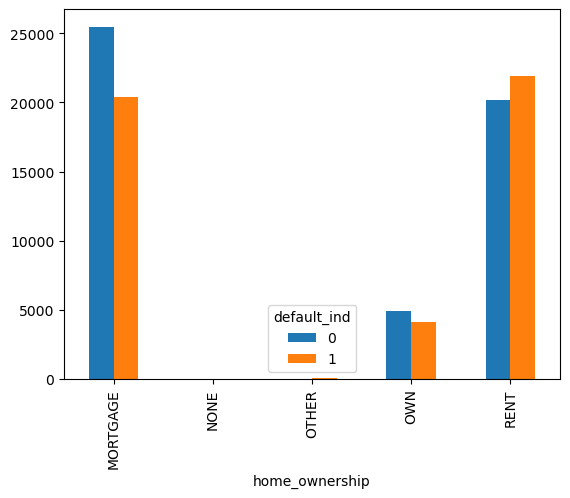 25000
20000
15000
10000
5000
0
default_ind
0
1
MORTGAGE
NONE
OTHER
OWN
RENT
home_ownership